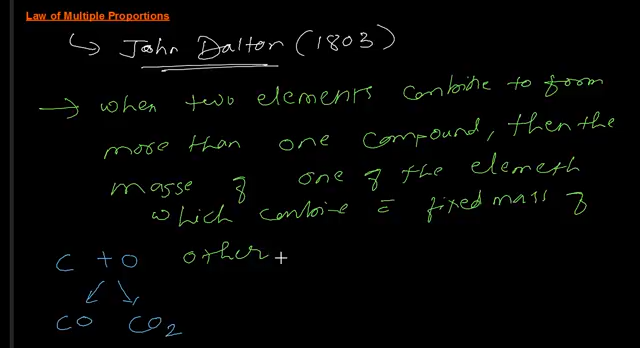 Law of Multiple Proportions
↳ John Dalton (1803)
→ when two elements combine to form
more than one compound, then the
masse of one of the elements
which combine = fixed mass of
other
C + O
CO CO2